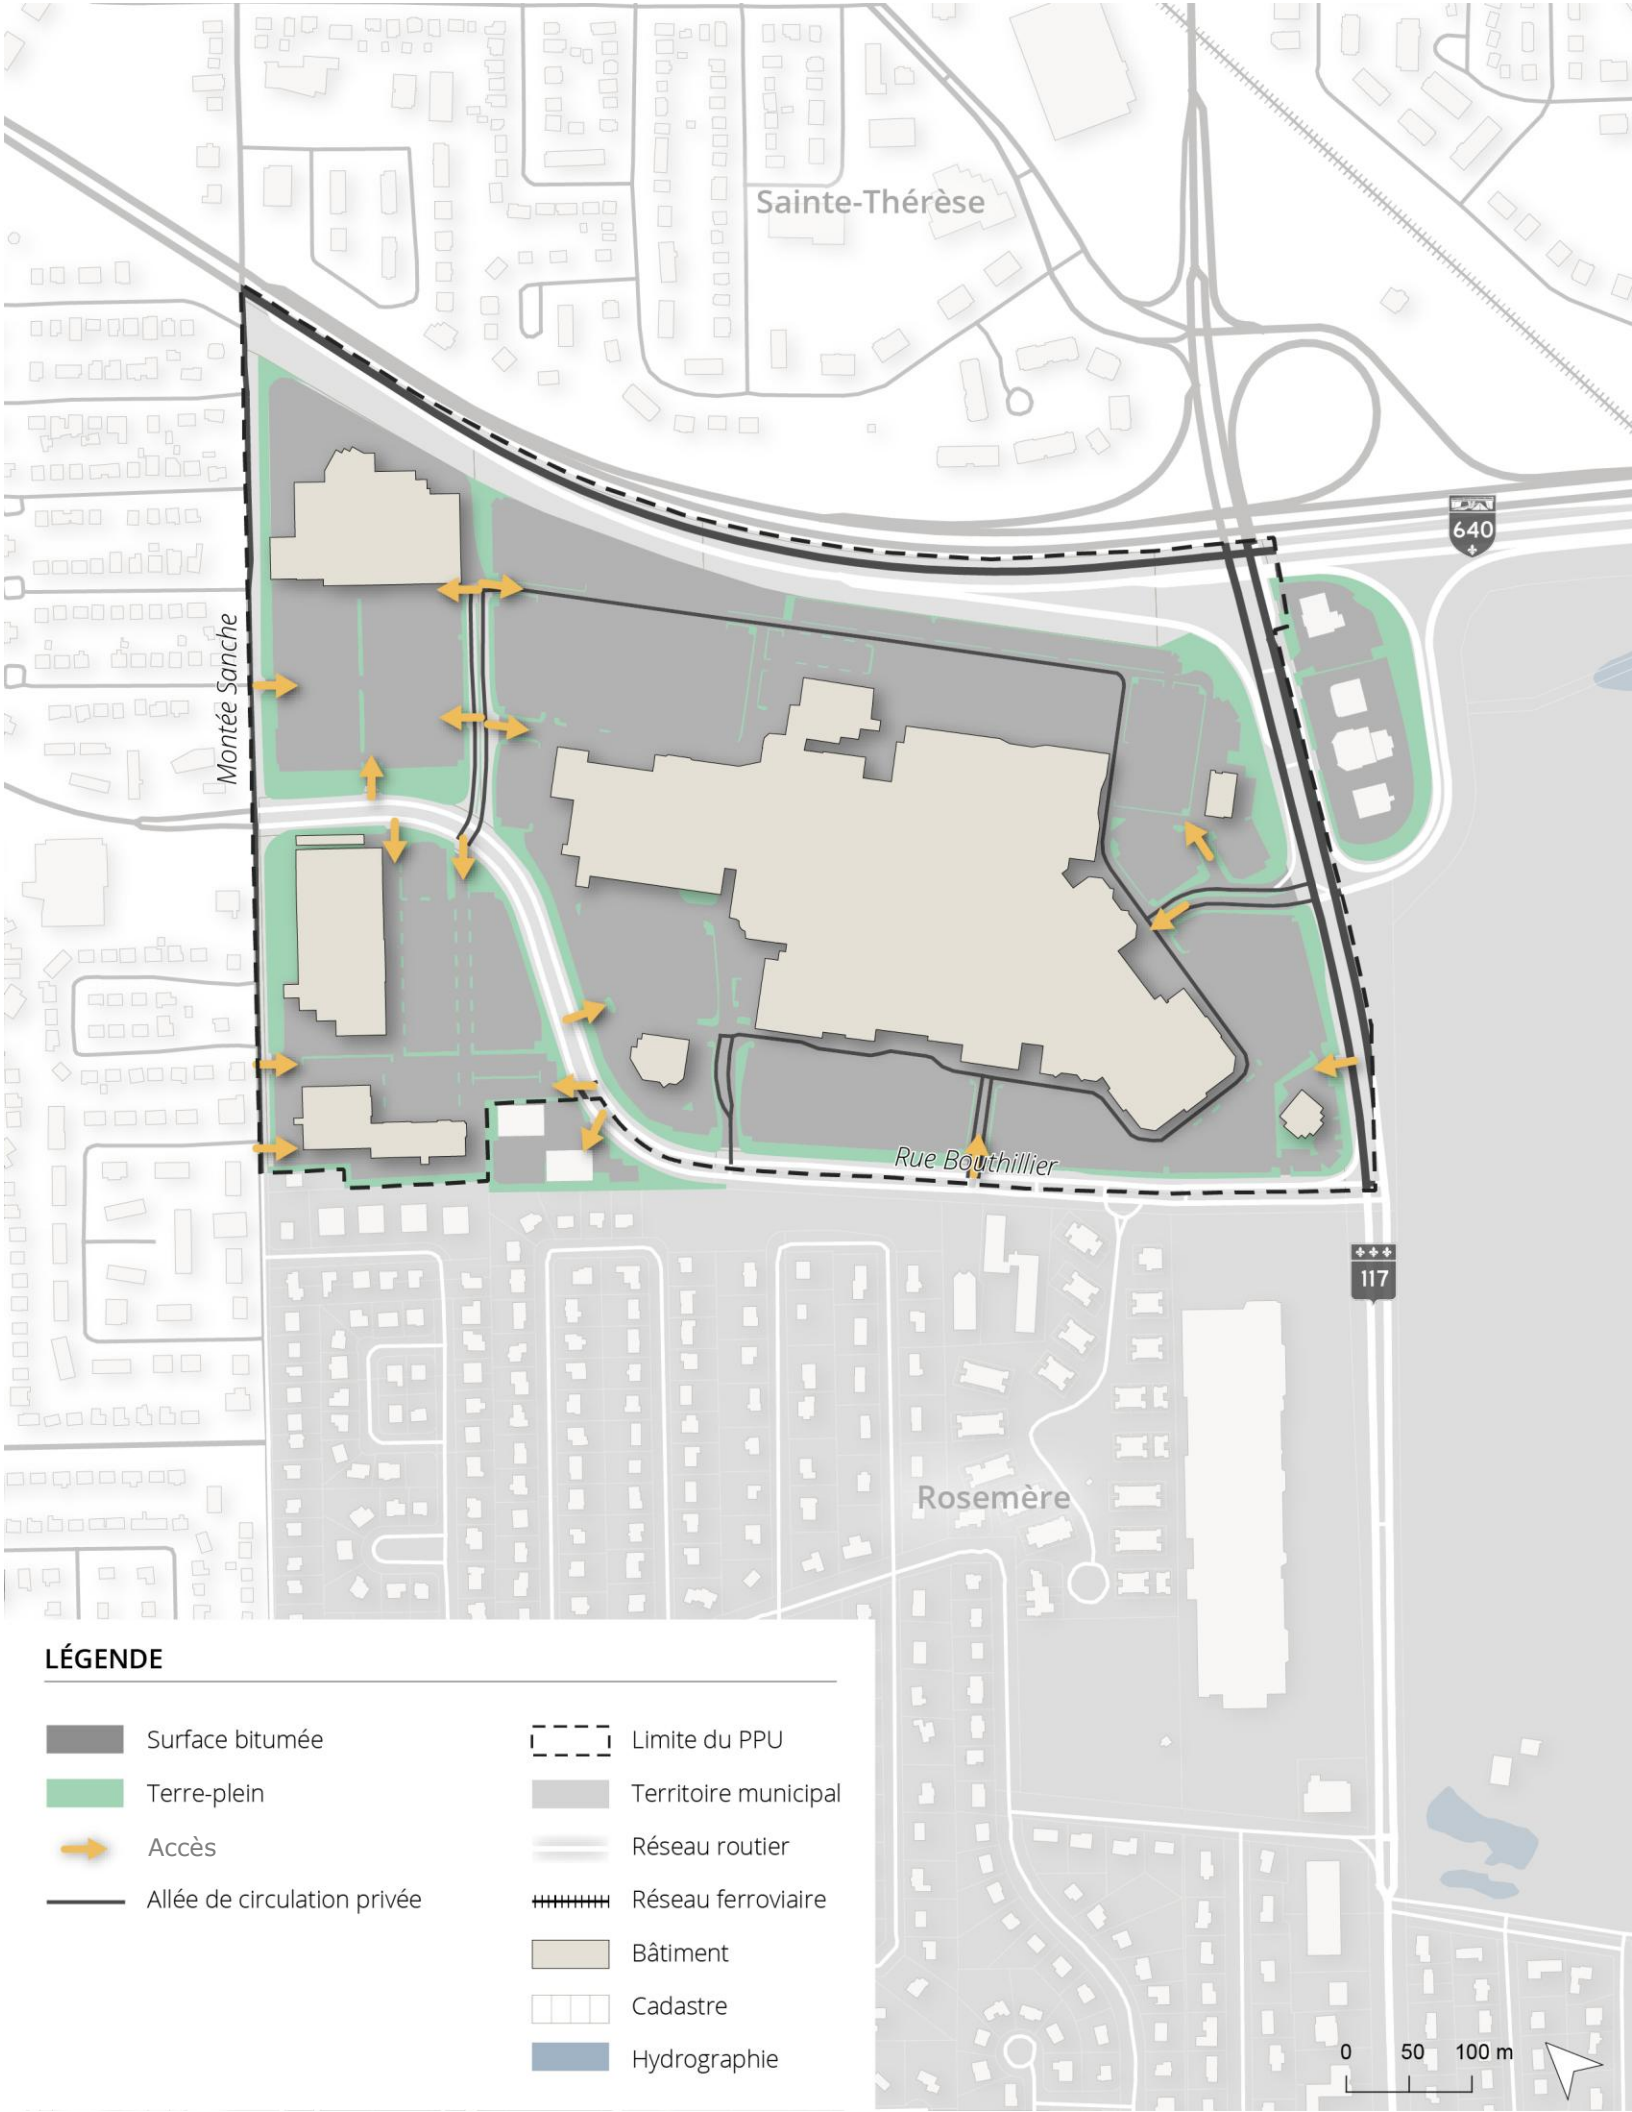 Sainte-Thérèse
640
Montée Sanche
Rue Bouthillier
117
Rosemère
LÉGENDE
Surface bitumée
Terre-plein
Accès
Allée de circulation privée
Limite du PPU
Territoire municipal
Réseau routier
Réseau ferroviaire
Bâtiment
Cadastre
Hydrographie
0 50 100 m